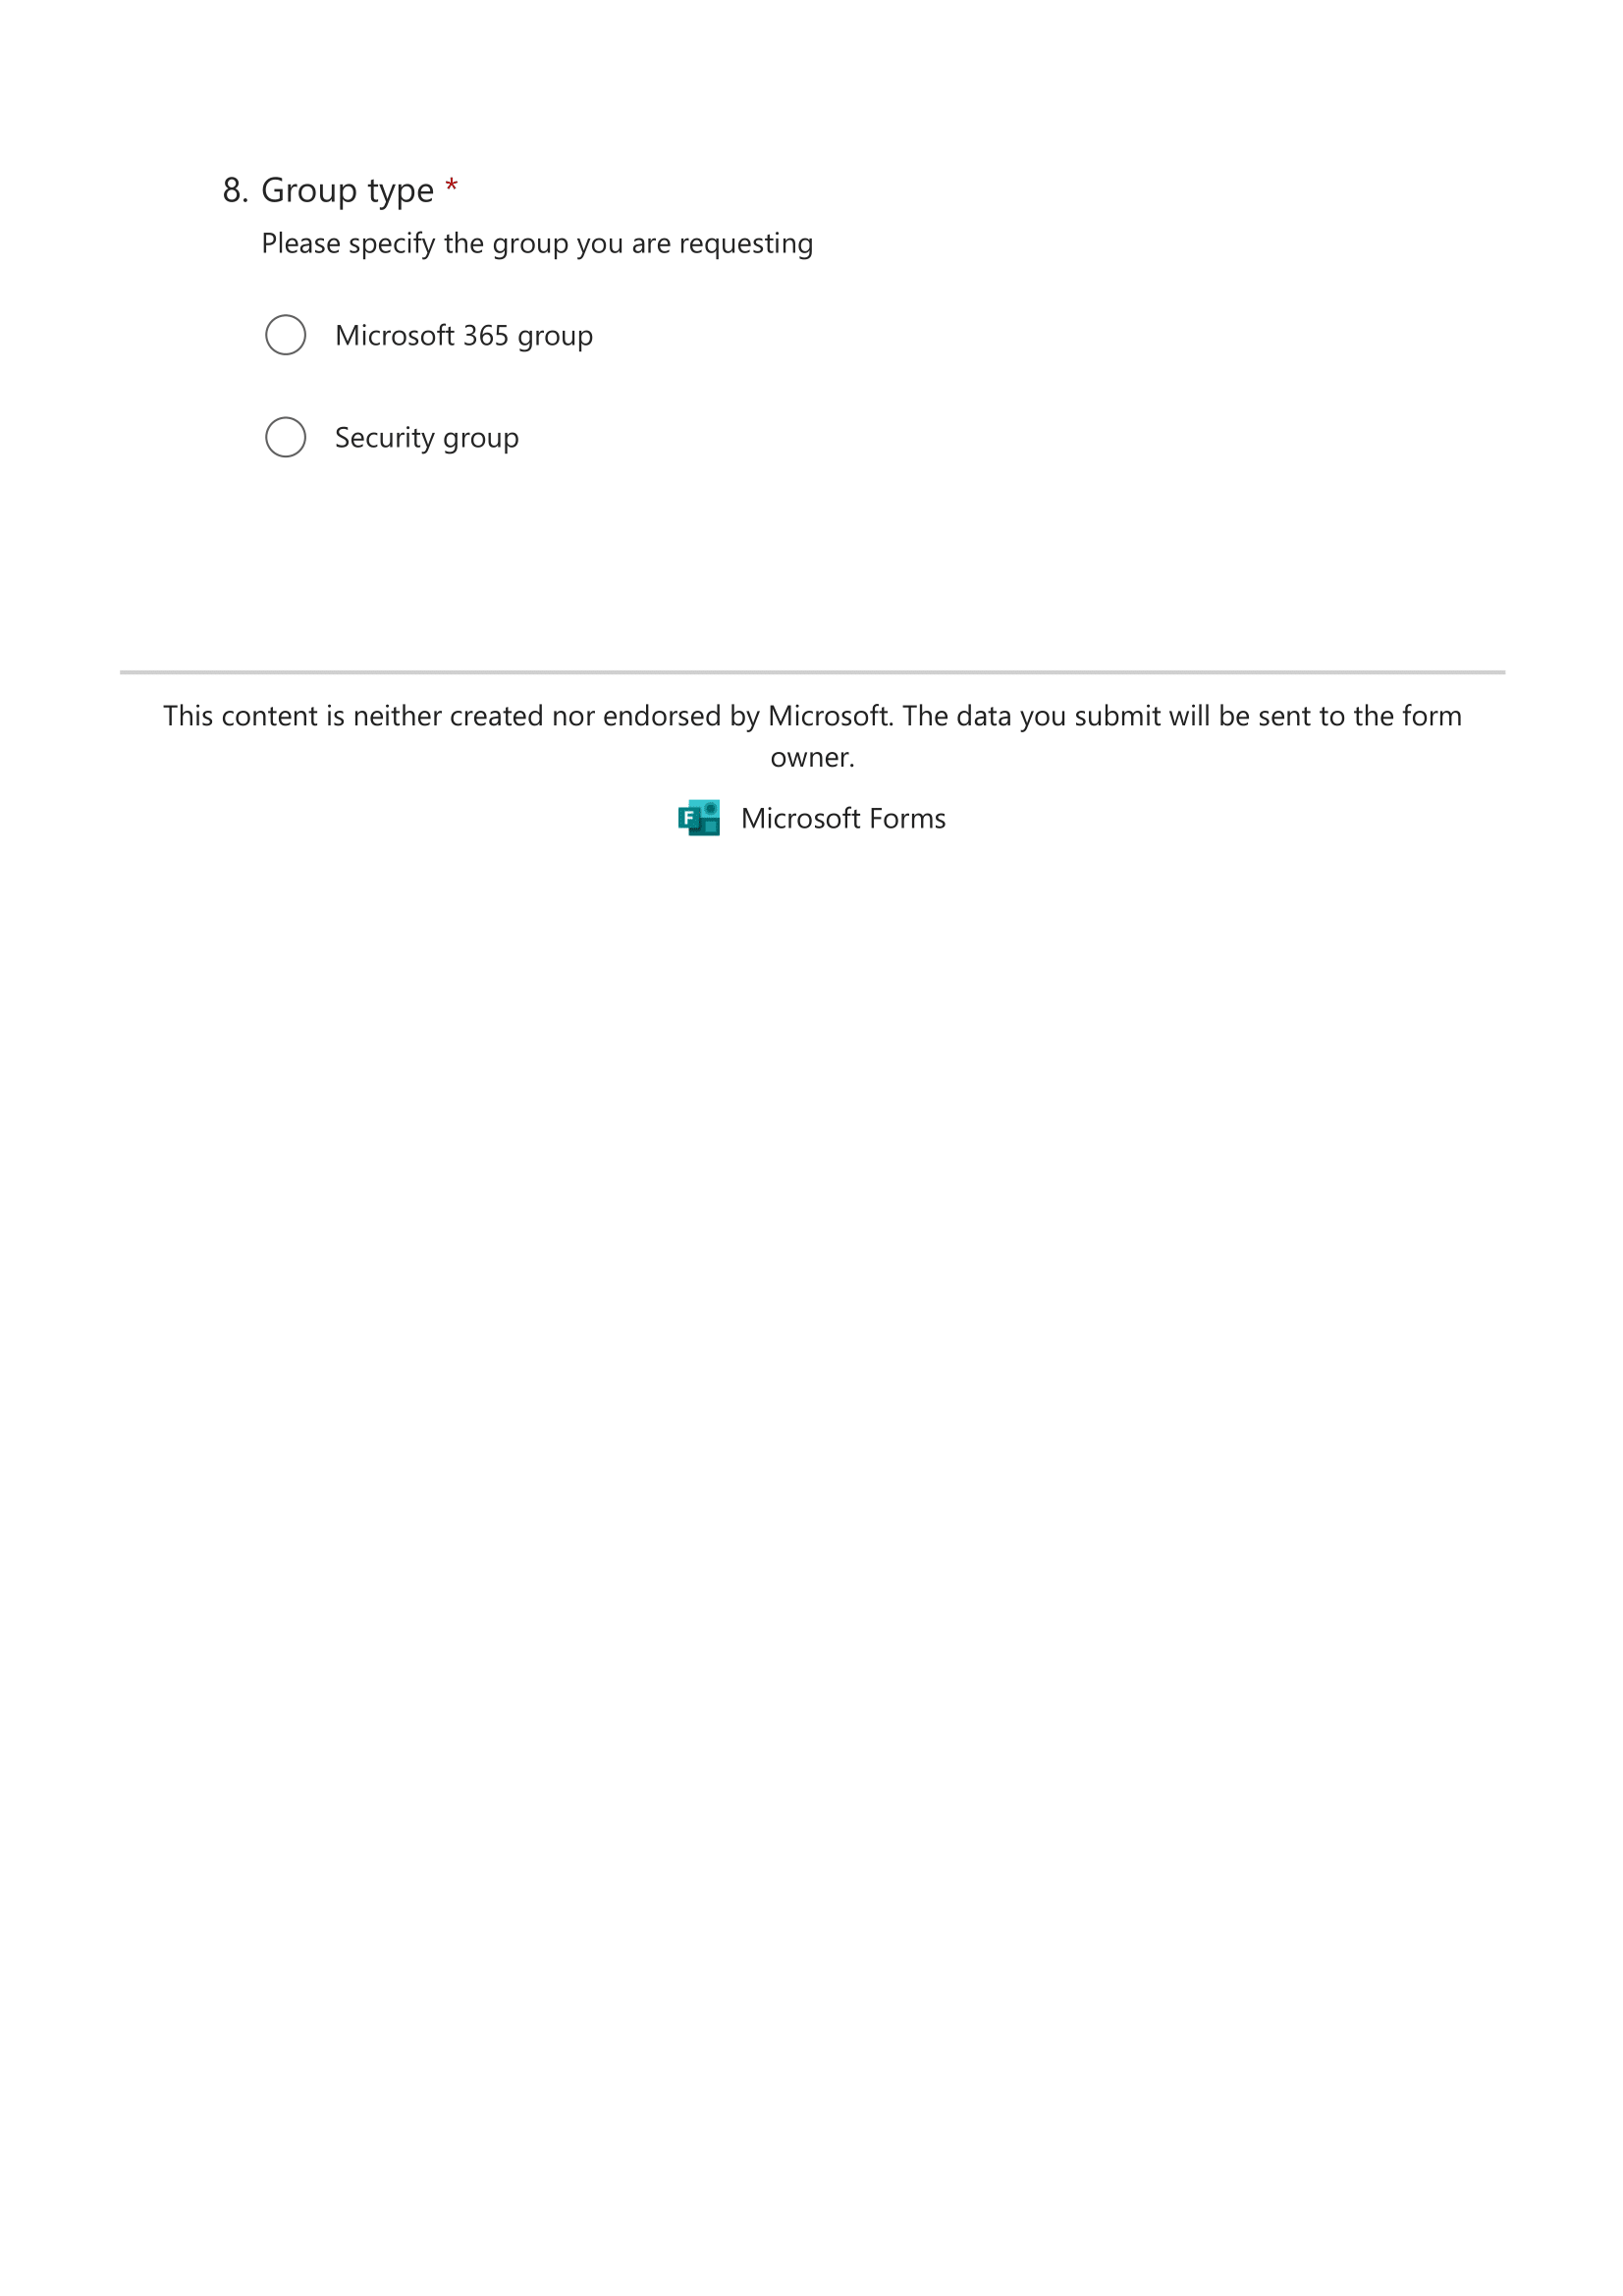 8. Group type *
Please specify the group you are requesting
Microsoft 365 group
Security group
This content is neither created nor endorsed by Microsoft. The data you submit will be sent to the form
owner.
F Microsoft Forms